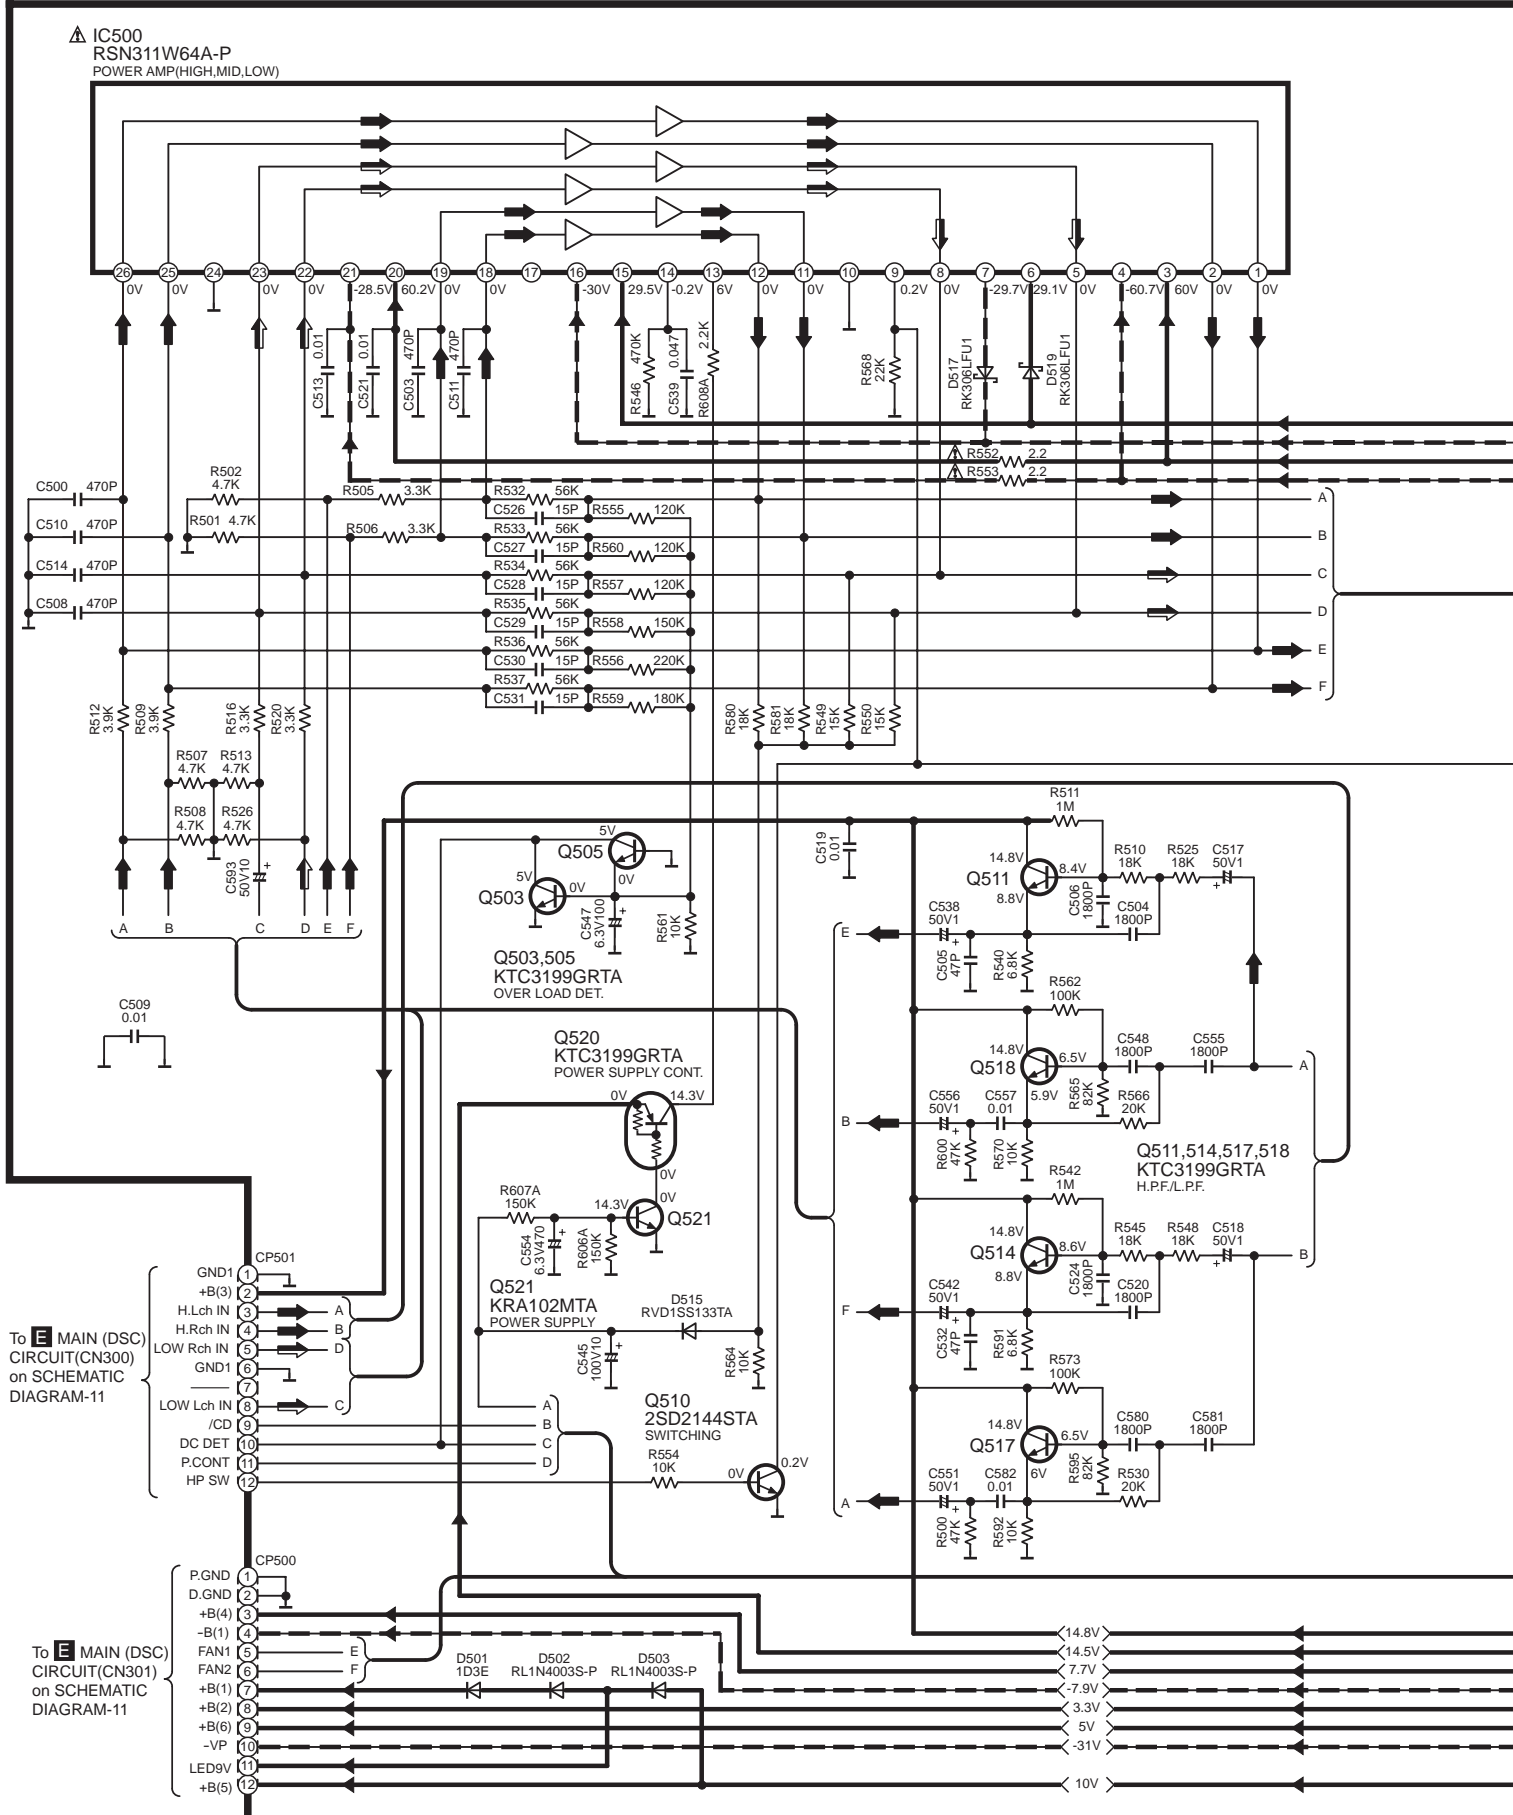 IC500
RSN311W64A-P
POWER AMP(HIGH,MID,LOW)
26 25 24 23 22 21 20 19 18 17 16 15 14 13 12 11 10 9 8 7 6 5 4 3 2 1
0V 0V 0V 0V -28.5V 60.2V 0V 0V -30V 29.5V -0.2V 6V 0V 0V 0.2V 0V -29.7V 29.1V 0V -60.7V 60V 0V 0V
C513 0.01
C521 0.01
C503 470P
C511 470P
R546 470K
C539 0.047
R608A 2.2K
R568 22K
D517
RK306LFU1
D519
RK306LFU1
R552 2.2
R553 2.2
C500 470P
C510 470P
C514 470P
C508 470P
R502
4.7K
R501 4.7K
R505 3.3K
R506 3.3K
R532 56K
C526 15P R555 120K
R533 56K
C527 15P R560 120K
R534 56K
C528 15P R557 120K
R535 56K
C529 15P R558 150K
R536 56K
C530 15P R556 220K
R537 56K
C531 15P R559 180K
A
B
C
D
E
F
R512
3.9K
R509
3.9K
R516
3.3K
R520
3.3K
R580
18K
R581
18K
R549
15K
R550
15K
R507
4.7K
R513
4.7K
R508
4.7K
R526
4.7K
C593
50V10
+
A B C D E F
C509
0.01
5V
Q505
0V
5V
Q503
0V
C547
6.3V100
+
R561
10K
Q503,505
KTC3199GRTA
OVER LOAD DET.
Q520
KTC3199GRTA
POWER SUPPLY CONT.
0V 14.3V
0V
0V
R607A
150K
14.3V
Q521
C554
6.3V470
+
R606A
150K
Q521
KRA102MTA
POWER SUPPLY
D515
RVD1SS133TA
C545
100V10
+
R564
10K
A
B
C
D
Q510
2SD2144STA
SWITCHING
R554
10K
0V
0.2V
C519
0.01
R511
1M
14.8V
Q511
8.4V
8.8V
R510
18K
R525
18K
C517
50V1
+
C506
1800P
C504
1800P
E
C538
50V1
+
C505
47P
R540
6.8K
R562
100K
14.8V
Q518
6.5V
5.9V
C548
1800P
C555
1800P
A
R565
82K
R566
20K
B
C556
50V1
+
C557
0.01
R600
47K
R570
10K
Q511,514,517,518
KTC3199GRTA
H.P.F./L.P.F.
R542
1M
14.8V
Q514
8.6V
8.8V
R545
18K
R548
18K
C518
50V1
+
B
C524
1800P
C520
1800P
F
C542
50V1
+
C532
47P
R591
6.8K
R573
100K
14.8V
Q517
6.5V
6V
C580
1800P
C581
1800P
R595
82K
R530
20K
A
C551
50V1
+
C582
0.01
R500
47K
R592
10K
CP501
GND1 1
+B(3) 2
H.Lch IN 3 A
H.Rch IN 4 B
LOW Rch IN 5 D
GND1 6
7
LOW Lch IN 8 C
/CD 9
DC DET 10
P.CONT 11
HP SW 12
To E MAIN (DSC)
CIRCUIT(CN300)
on SCHEMATIC
DIAGRAM-11
CP500
P.GND 1
D.GND 2
+B(4) 3
-B(1) 4
FAN1 5 E
FAN2 6 F
+B(1) 7
+B(2) 8
+B(6) 9
-VP 10
LED9V 11
+B(5) 12
To E MAIN (DSC)
CIRCUIT(CN301)
on SCHEMATIC
DIAGRAM-11
D501
1D3E
D502
RL1N4003S-P
D503
RL1N4003S-P
14.8V
14.5V
7.7V
-7.9V
3.3V
5V
-31V
10V